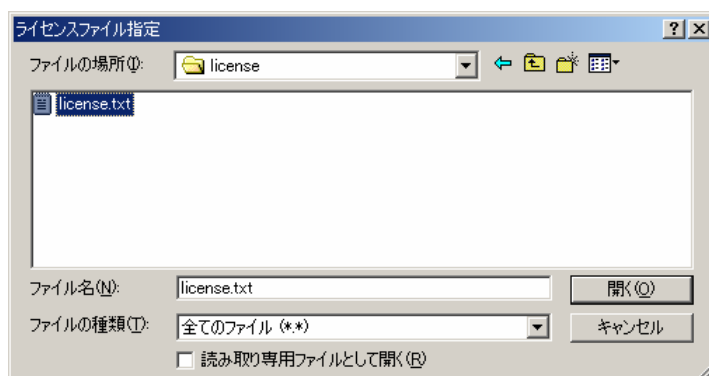 ライセンスファイル指定
ファイルの場所(I): license
license.txt
ファイル名(N): license.txt 開く(O)
ファイルの種類(T): 全てのファイル (*.*) キャンセル
読み取り専用ファイルとして開く(R)